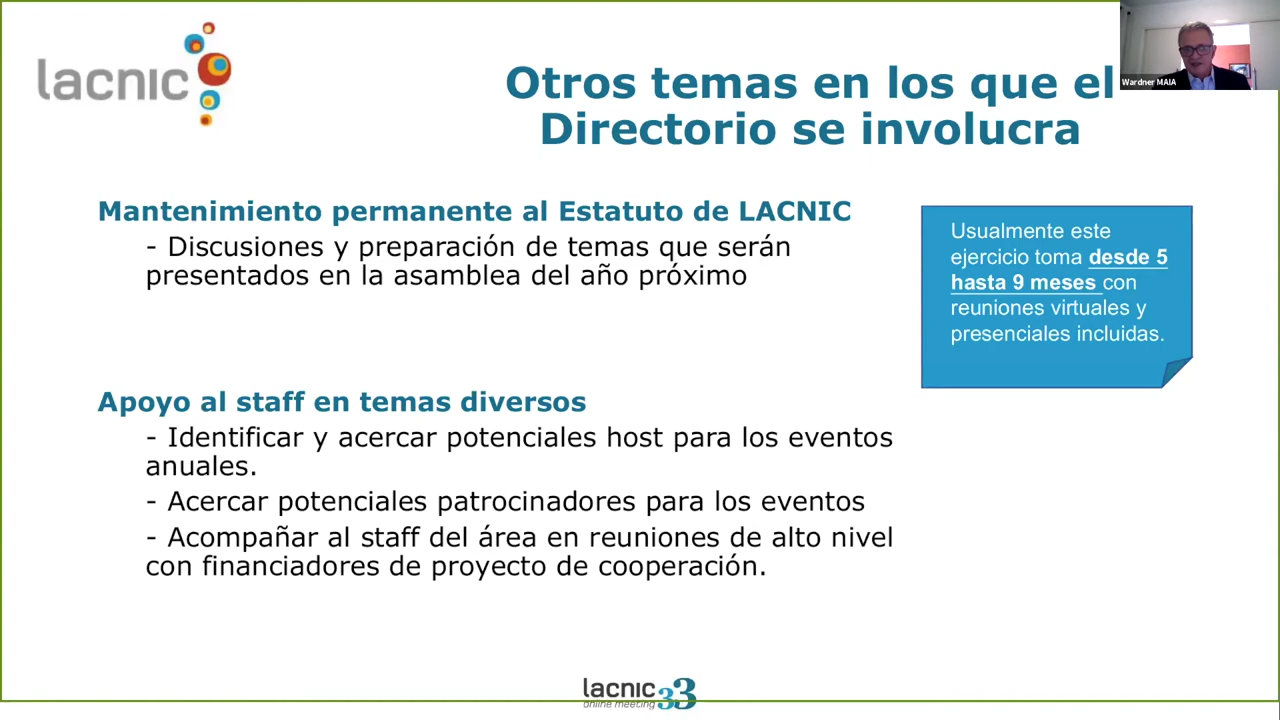 lacnic
Otros temas en los que el
Directorio se involucra
Wardner MAIA
Mantenimiento permanente al Estatuto de LACNIC
- Discusiones y preparación de temas que serán
presentados en la asamblea del año próximo
Usualmente este
ejercicio toma desde 5
hasta 9 meses con
reuniones virtuales y
presenciales incluidas.
Apoyo al staff en temas diversos
- Identificar y acercar potenciales host para los eventos
anuales.
- Acercar potenciales patrocinadores para los eventos
- Acompañar al staff del área en reuniones de alto nivel
con financiadores de proyecto de cooperación.
lacnic 33
online meeting